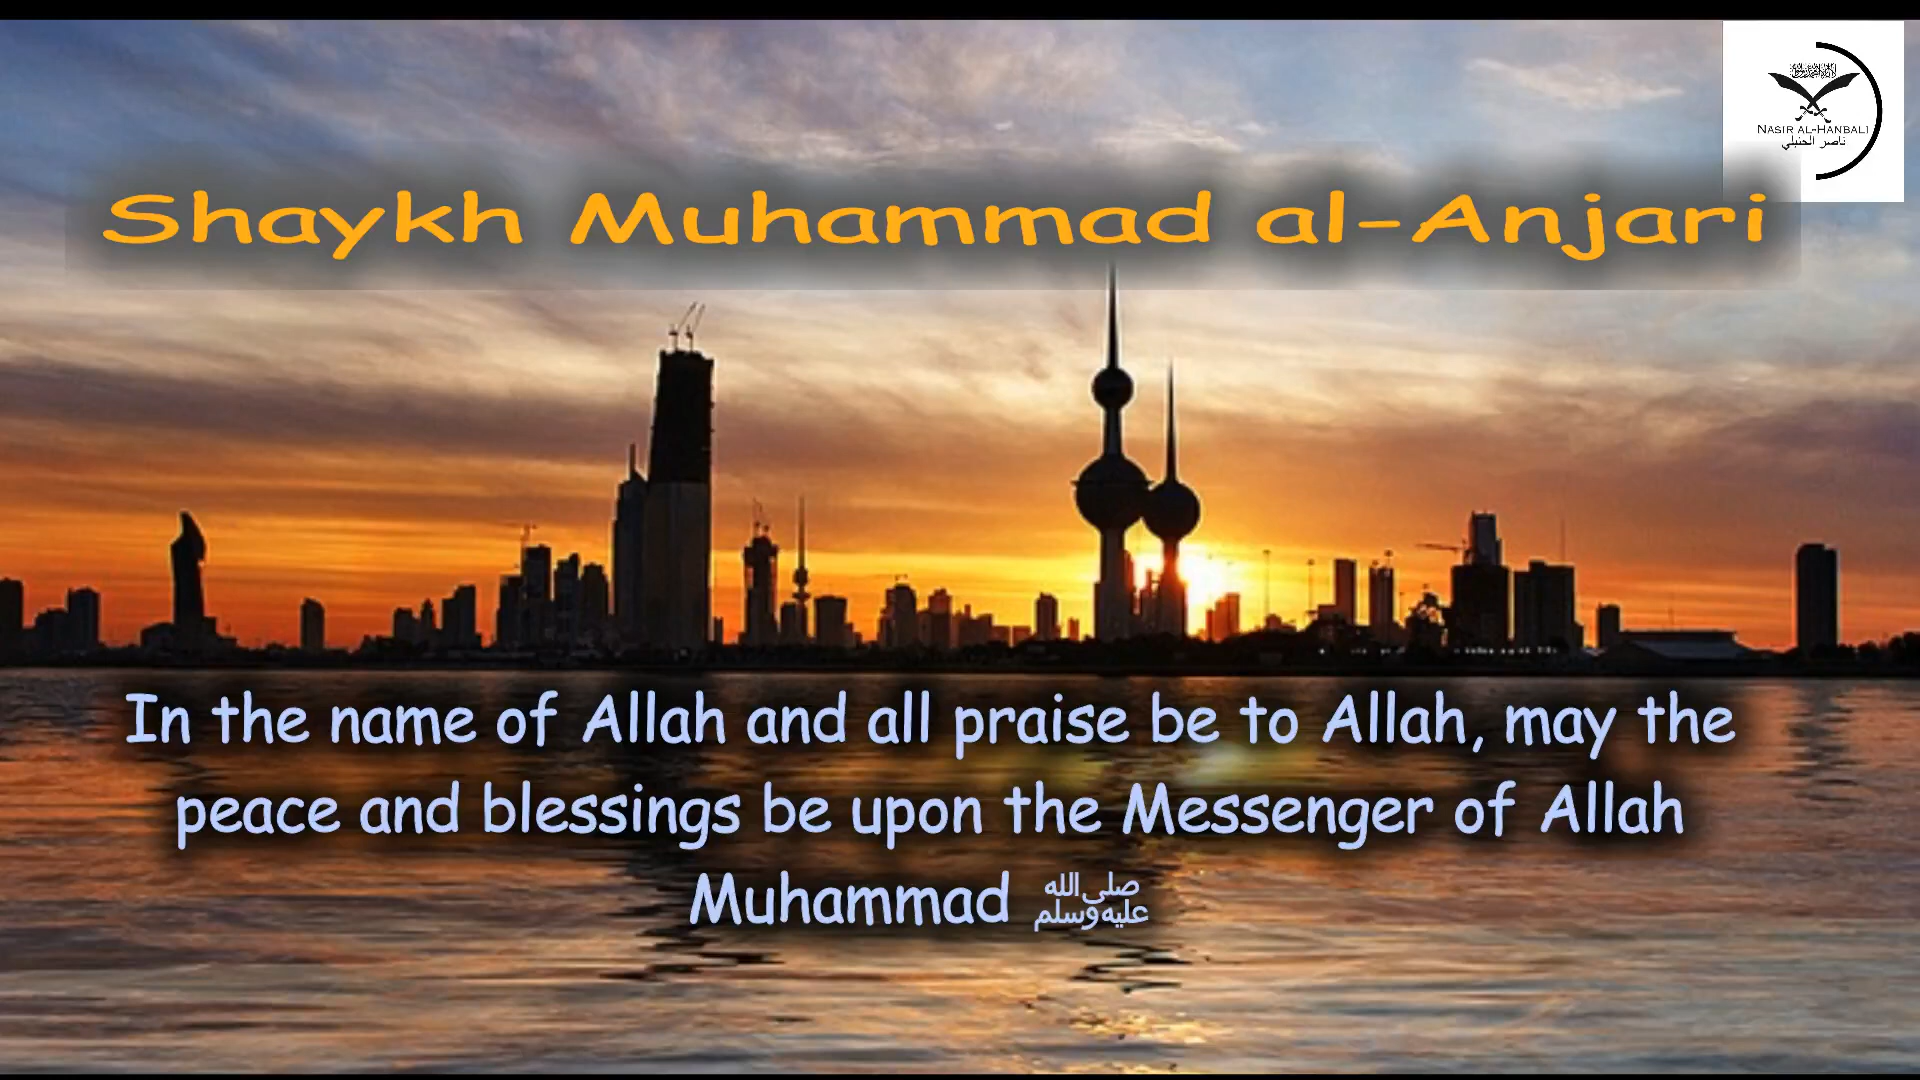 Shaykh Muhammad al-Anjari
NASIR AL-HANBALI
ناصر الحنبلي
In the name of Allah and all praise be to Allah, may the
peace and blessings be upon the Messenger of Allah
Muhammad ﷺ